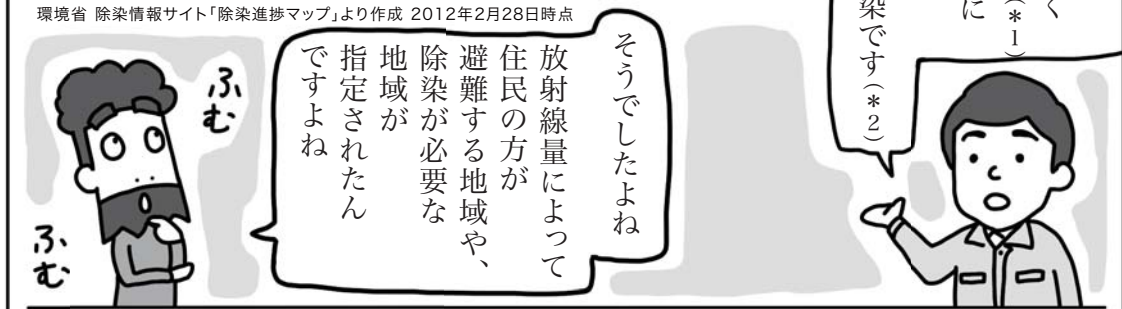 環境省 除染情報サイト「除染進捗マップ」より作成 2012年2月28日時点
く
(*1)
に
染です(*2)
そうでしたよね
放射線量によって
住民の方が
避難する地域や、
除染が必要な
地域が
指定されたん
ですよね
ふむ
ふむ